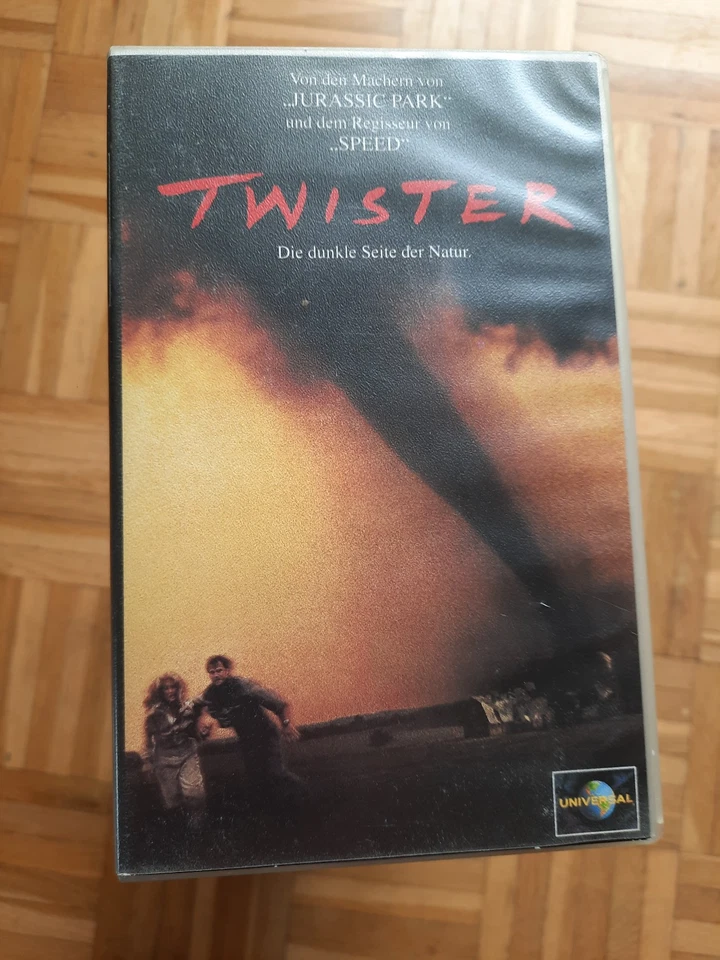 Von den Machern von
„JURASSIC PARK“
und dem Regisseur von
„SPEED“
TWISTER
Die dunkle Seite der Natur.
UNIVERSAL